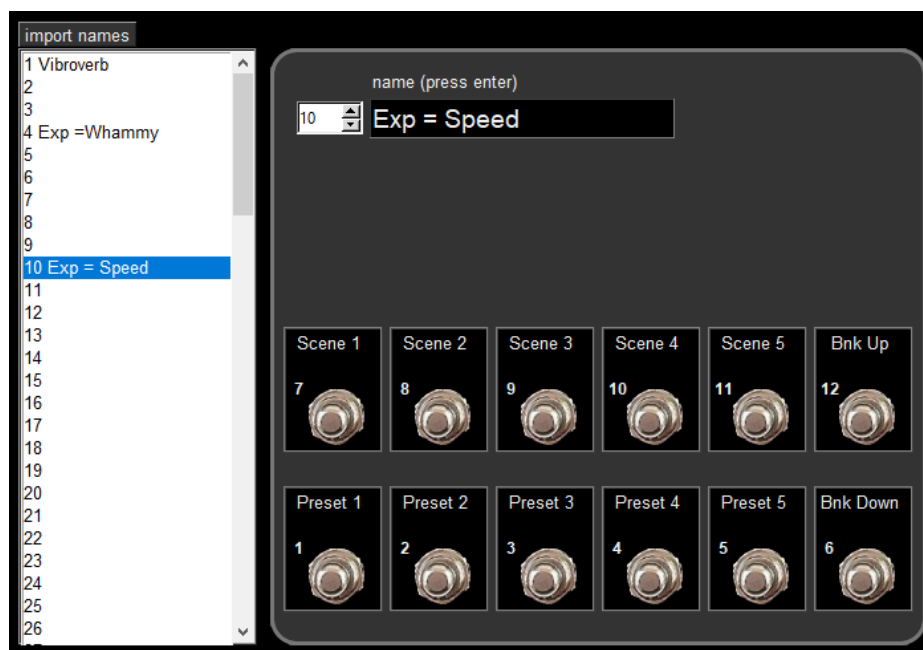 import names
1 Vibroverb
2
3
4 Exp =Whammy
5
6
7
8
9
10 Exp = Speed
11
12
13
14
15
16
17
18
19
20
21
22
23
24
25
26
name (press enter)
10 Exp = Speed
Scene 1 Scene 2 Scene 3 Scene 4 Scene 5 Bnk Up
7 8 9 10 11 12
Preset 1 Preset 2 Preset 3 Preset 4 Preset 5 Bnk Down
1 2 3 4 5 6